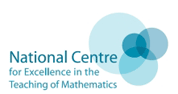 National Centre
for Excellence in the
Teaching of Mathematics